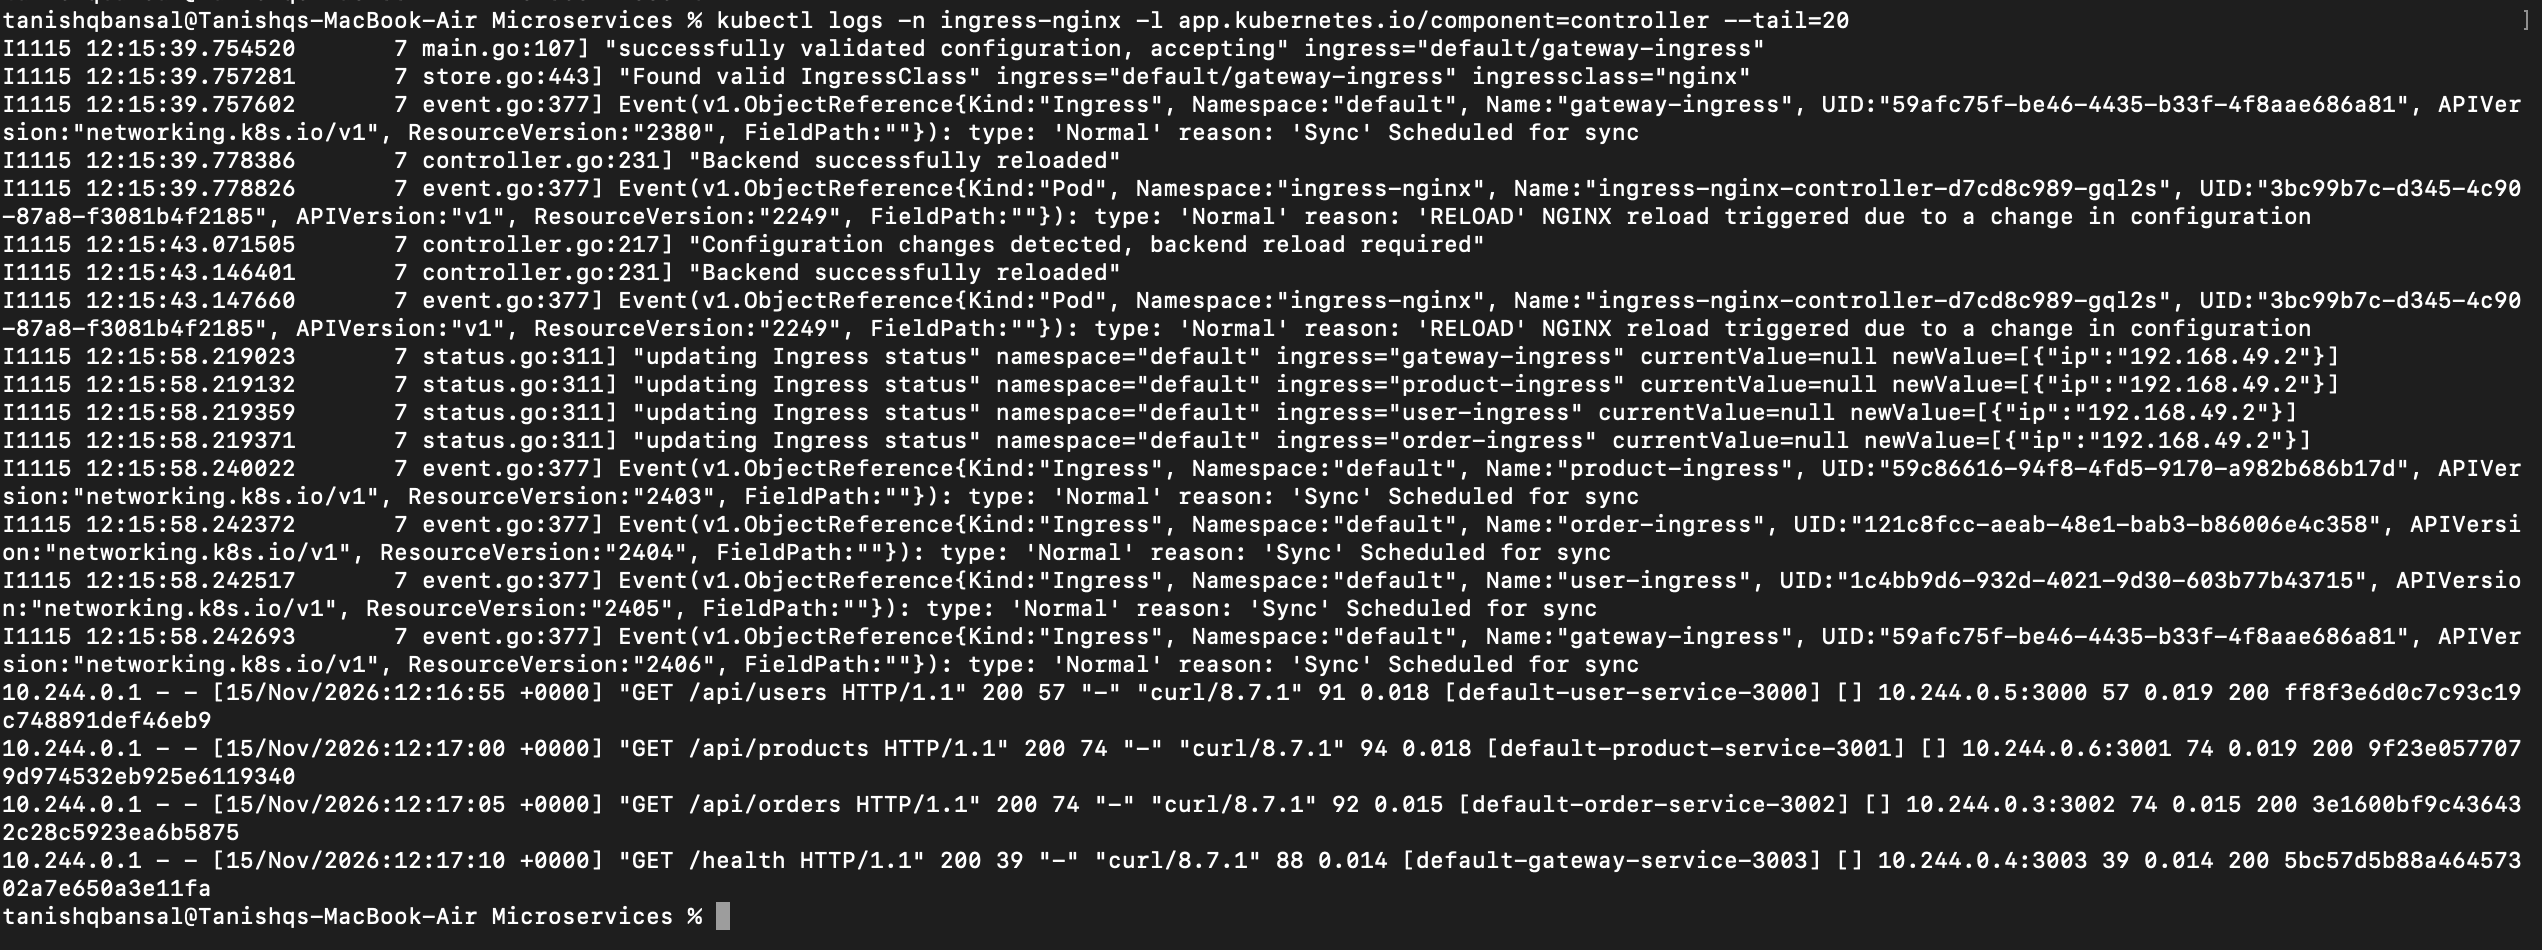 tanishqbansal@Tanishqs-MacBook-Air Microservices % kubectl logs -n ingress-nginx -l app.kubernetes.io/component=controller --tail=20 ]
I1115 12:15:39.754520       7 main.go:107] "successfully validated configuration, accepting" ingress="default/gateway-ingress"
I1115 12:15:39.757281       7 store.go:443] "Found valid IngressClass" ingress="default/gateway-ingress" ingressclass="nginx"
I1115 12:15:39.757602       7 event.go:377] Event(v1.ObjectReference{Kind:"Ingress", Namespace:"default", Name:"gateway-ingress", UID:"59afc75f-be46-4435-b33f-4f8aae686a81", APIVer
sion:"networking.k8s.io/v1", ResourceVersion:"2380", FieldPath:""}): type: 'Normal' reason: 'Sync' Scheduled for sync
I1115 12:15:39.778386       7 controller.go:231] "Backend successfully reloaded"
I1115 12:15:39.778826       7 event.go:377] Event(v1.ObjectReference{Kind:"Pod", Namespace:"ingress-nginx", Name:"ingress-nginx-controller-d7cd8c989-gql2s", UID:"3bc99b7c-d345-4c90
-87a8-f3081b4f2185", APIVersion:"v1", ResourceVersion:"2249", FieldPath:""}): type: 'Normal' reason: 'RELOAD' NGINX reload triggered due to a change in configuration
I1115 12:15:43.071505       7 controller.go:217] "Configuration changes detected, backend reload required"
I1115 12:15:43.146401       7 controller.go:231] "Backend successfully reloaded"
I1115 12:15:43.147660       7 event.go:377] Event(v1.ObjectReference{Kind:"Pod", Namespace:"ingress-nginx", Name:"ingress-nginx-controller-d7cd8c989-gql2s", UID:"3bc99b7c-d345-4c90
-87a8-f3081b4f2185", APIVersion:"v1", ResourceVersion:"2249", FieldPath:""}): type: 'Normal' reason: 'RELOAD' NGINX reload triggered due to a change in configuration
I1115 12:15:58.219023       7 status.go:311] "updating Ingress status" namespace="default" ingress="gateway-ingress" currentValue=null newValue=[{"ip":"192.168.49.2"}]
I1115 12:15:58.219132       7 status.go:311] "updating Ingress status" namespace="default" ingress="product-ingress" currentValue=null newValue=[{"ip":"192.168.49.2"}]
I1115 12:15:58.219359       7 status.go:311] "updating Ingress status" namespace="default" ingress="user-ingress" currentValue=null newValue=[{"ip":"192.168.49.2"}]
I1115 12:15:58.219371       7 status.go:311] "updating Ingress status" namespace="default" ingress="order-ingress" currentValue=null newValue=[{"ip":"192.168.49.2"}]
I1115 12:15:58.240022       7 event.go:377] Event(v1.ObjectReference{Kind:"Ingress", Namespace:"default", Name:"product-ingress", UID:"59c86616-94f8-4fd5-9170-a982b686b17d", APIVer
sion:"networking.k8s.io/v1", ResourceVersion:"2403", FieldPath:""}): type: 'Normal' reason: 'Sync' Scheduled for sync
I1115 12:15:58.242372       7 event.go:377] Event(v1.ObjectReference{Kind:"Ingress", Namespace:"default", Name:"order-ingress", UID:"121c8fcc-aeab-48e1-bab3-b86006e4c358", APIVersi
on:"networking.k8s.io/v1", ResourceVersion:"2404", FieldPath:""}): type: 'Normal' reason: 'Sync' Scheduled for sync
I1115 12:15:58.242517       7 event.go:377] Event(v1.ObjectReference{Kind:"Ingress", Namespace:"default", Name:"user-ingress", UID:"1c4bb9d6-932d-4021-9d30-603b77b43715", APIVersio
n:"networking.k8s.io/v1", ResourceVersion:"2405", FieldPath:""}): type: 'Normal' reason: 'Sync' Scheduled for sync
I1115 12:15:58.242693       7 event.go:377] Event(v1.ObjectReference{Kind:"Ingress", Namespace:"default", Name:"gateway-ingress", UID:"59afc75f-be46-4435-b33f-4f8aae686a81", APIVer
sion:"networking.k8s.io/v1", ResourceVersion:"2406", FieldPath:""}): type: 'Normal' reason: 'Sync' Scheduled for sync
10.244.0.1 - - [15/Nov/2026:12:16:55 +0000] "GET /api/users HTTP/1.1" 200 57 "-" "curl/8.7.1" 91 0.018 [default-user-service-3000] [] 10.244.0.5:3000 57 0.019 200 ff8f3e6d0c7c93c19
c748891def46eb9
10.244.0.1 - - [15/Nov/2026:12:17:00 +0000] "GET /api/products HTTP/1.1" 200 74 "-" "curl/8.7.1" 94 0.018 [default-product-service-3001] [] 10.244.0.6:3001 74 0.019 200 9f23e057707
9d974532eb925e6119340
10.244.0.1 - - [15/Nov/2026:12:17:05 +0000] "GET /api/orders HTTP/1.1" 200 74 "-" "curl/8.7.1" 92 0.015 [default-order-service-3002] [] 10.244.0.3:3002 74 0.015 200 3e1600bf9c43643
2c28c5923ea6b5875
10.244.0.1 - - [15/Nov/2026:12:17:10 +0000] "GET /health HTTP/1.1" 200 39 "-" "curl/8.7.1" 88 0.014 [default-gateway-service-3003] [] 10.244.0.4:3003 39 0.014 200 5bc57d5b88a464573
02a7e650a3e11fa
tanishqbansal@Tanishqs-MacBook-Air Microservices %